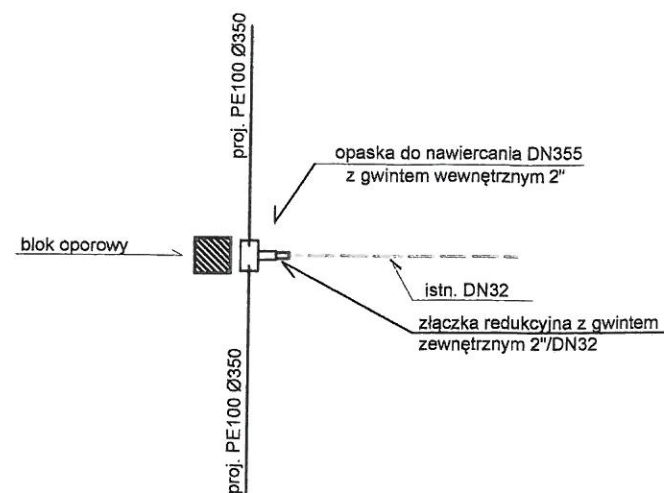 proj. PE100 Ø350
opaska do nawiercania DN355
z gwintem wewnętrznym 2"
blok oporowy
istn. DN32
złączka redukcyjna z gwintem
zewnętrznym 2"/DN32
proj. PE100 Ø350